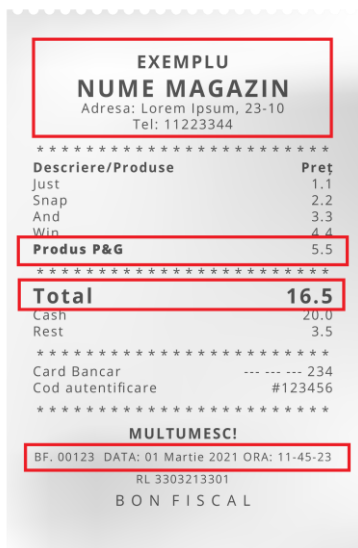 EXEMPLU
NUME MAGAZIN
Adresa: Lorem Ipsum, 23-10
Tel: 11223344
* * * * * * * * * * * * * * * * * * * * * * * *
Descriere/Produse Preț
Just 1.1
Snap 2.2
And 3.3
Win 4.4
Produs P&G 5.5
* * * * * * * * * * * * * * * * * * * * * * * *
Total 16.5
Cash 20.0
Rest 3.5
* * * * * * * * * * * * * * * * * * * * * * * *
Card Bancar --- --- --- 234
Cod autentificare #123456
* * * * * * * * * * * * * * * * * * * * * * * *
MULTUMESC!
BF. 00123 DATA: 01 Martie 2021 ORA: 11-45-23
RL 3303213301
BON FISCAL